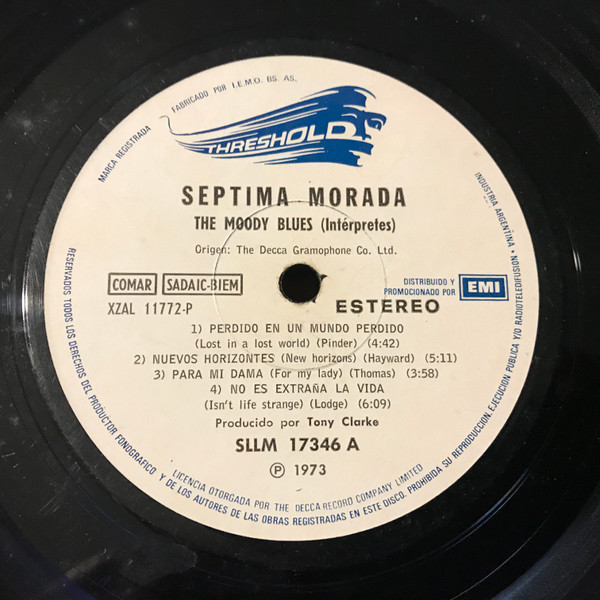 MARCA REGISTRADA
FABRICADO POR I.E.M.O. BS. AS.
THRESHOLD
INDUSTRIA ARGENTINA •
SEPTIMA MORADA
THE MOODY BLUES (Intérpretes)
Origen: The Decca Gramophone Co. Ltd.
COMAR SADAIC-BIEM
XZAL 11772-P
DISTRIBUIDO Y
PROMOCIONADO POR
EMI
ESTEREO
1) PERDIDO EN UN MUNDO PERDIDO
(Lost in a lost world) (Pinder) (4:42)
2) NUEVOS HORIZONTES (New horizons) (Hayward) (5:11)
3) PARA MI DAMA (For my lady) (Thomas) (3:58)
4) NO ES EXTRAÑA LA VIDA
(Isn't life strange) (Lodge) (6:09)
Producido por Tony Clarke
SLLM 17346 A
Ⓟ 1973
RESERVADOS TODOS LOS DERECHOS DEL PRODUCTOR FONOGRAFICO Y DE LOS AUTORES DE LAS OBRAS REGISTRADAS EN ESTE DISCO. PROHIBIDA SU REPRODUCCION, EJECUCION PUBLICA Y/O RADIOTELEDIFUSION
LICENCIA OTORGADA POR THE DECCA RECORD COMPANY LIMITED